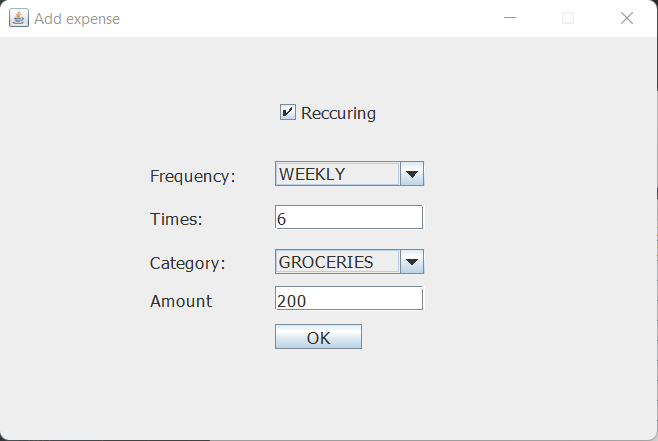 Add expense
Reccuring
Frequency: WEEKLY
Times: 6
Category: GROCERIES
Amount 200
OK